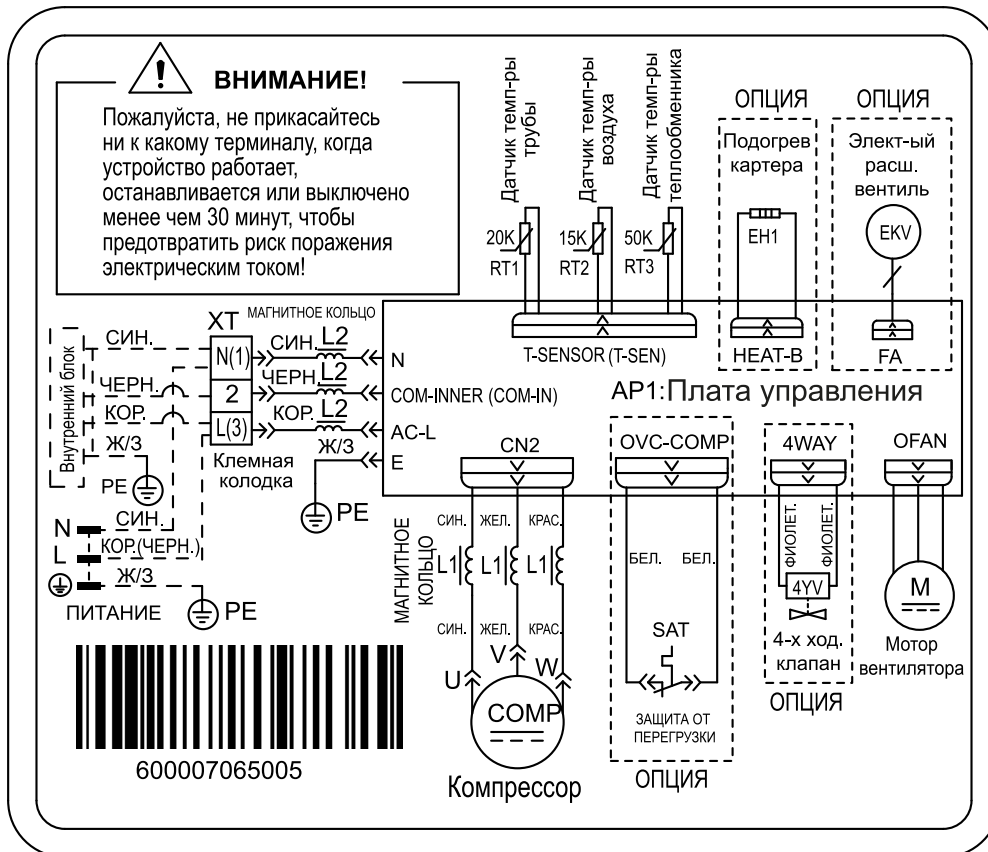 ВНИМАНИЕ!
Пожалуйста, не прикасайтесь
ни к какому терминалу, когда
устройство работает,
останавливается или выключено
менее чем 30 минут, чтобы
предотвратить риск поражения
электрическим током!
Датчик темп-ры
трубы
Датчик темп-ры
воздуха
Датчик темп-ры
теплообменника
20K
RT1
15K
RT2
50K
RT3
ОПЦИЯ
Подогрев
картера
EH1
HEAT-B
ОПЦИЯ
Элект-ый
расш.
вентиль
EKV
FA
T-SENSOR (T-SEN)
XT
МАГНИТНОЕ КОЛЬЦО
Внутренний блок
СИН.
N(1)
СИН.
L2
N
ЧЕРН.
2
ЧЕРН.
L2
COM-INNER (COM-IN)
КОР.
L(3)
КОР.
L2
AC-L
Ж/З
PE
Клемная
колодка
Ж/З
E
PE
AP1:Плата управления
N
СИН.
L
КОР.(ЧЕРН.)
Ж/З
PE
ПИТАНИЕ
CN2
СИН.
ЖЕЛ.
КРАС.
МАГНИТНОЕ
КОЛЬЦО
L1
L1
L1
СИН.
ЖЕЛ.
КРАС.
U
V
W
COMP
Компрессор
OVC-COMP
БЕЛ.
БЕЛ.
SAT
ЗАЩИТА ОТ
ПЕРЕГРУЗКИ
ОПЦИЯ
4WAY
ФИОЛЕТ.
ФИОЛЕТ.
4YV
4-х ход.
клапан
ОПЦИЯ
OFAN
M
Мотор
вентилятора
600007065005